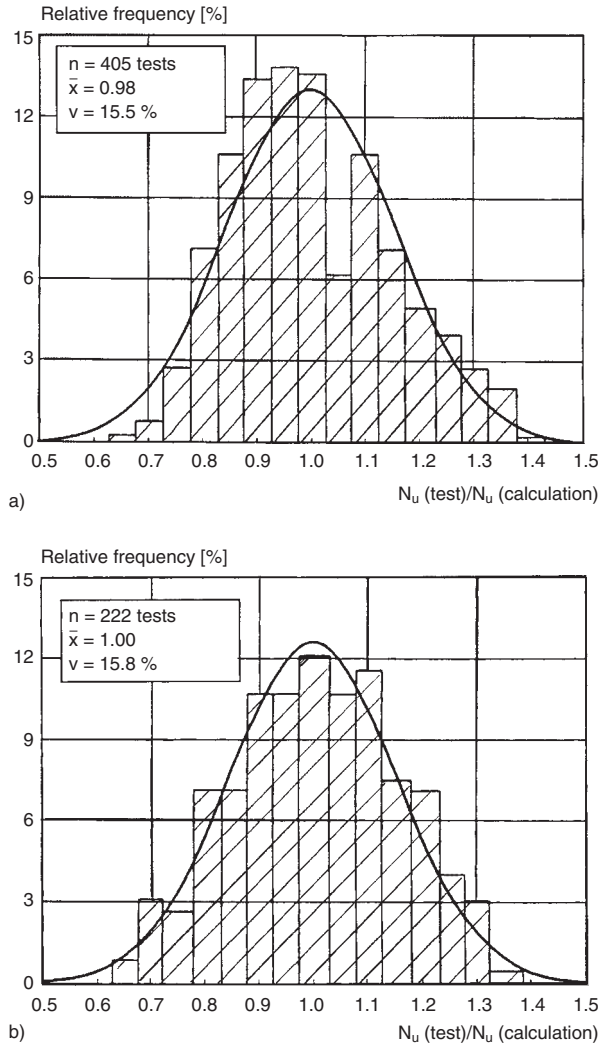 Relative frequency [%]
15
n = 405 tests
x̄ = 0.98
v = 15.5 %
12
9
6
3
0
0.5 0.6 0.7 0.8 0.9 1.0 1.1 1.2 1.3 1.4 1.5
a) Nu (test)/Nu (calculation)
Relative frequency [%]
15
n = 222 tests
x̄ = 1.00
v = 15.8 %
12
9
6
3
0
0.5 0.6 0.7 0.8 0.9 1.0 1.1 1.2 1.3 1.4 1.5
b) Nu (test)/Nu (calculation)